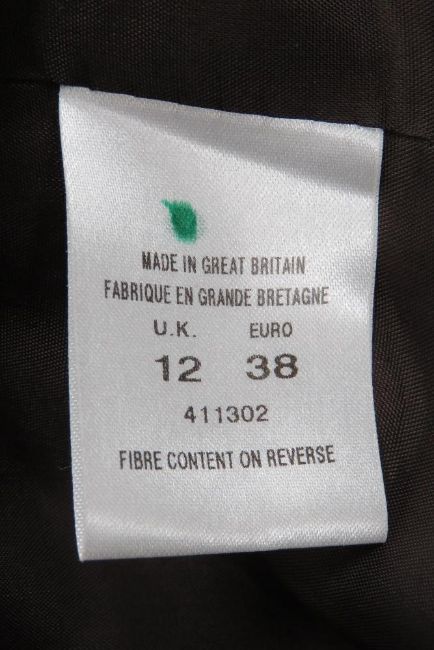 MADE IN GREAT BRITAIN
FABRIQUE EN GRANDE BRETAGNE
U.K. EURO
12 38
411302
FIBRE CONTENT ON REVERSE